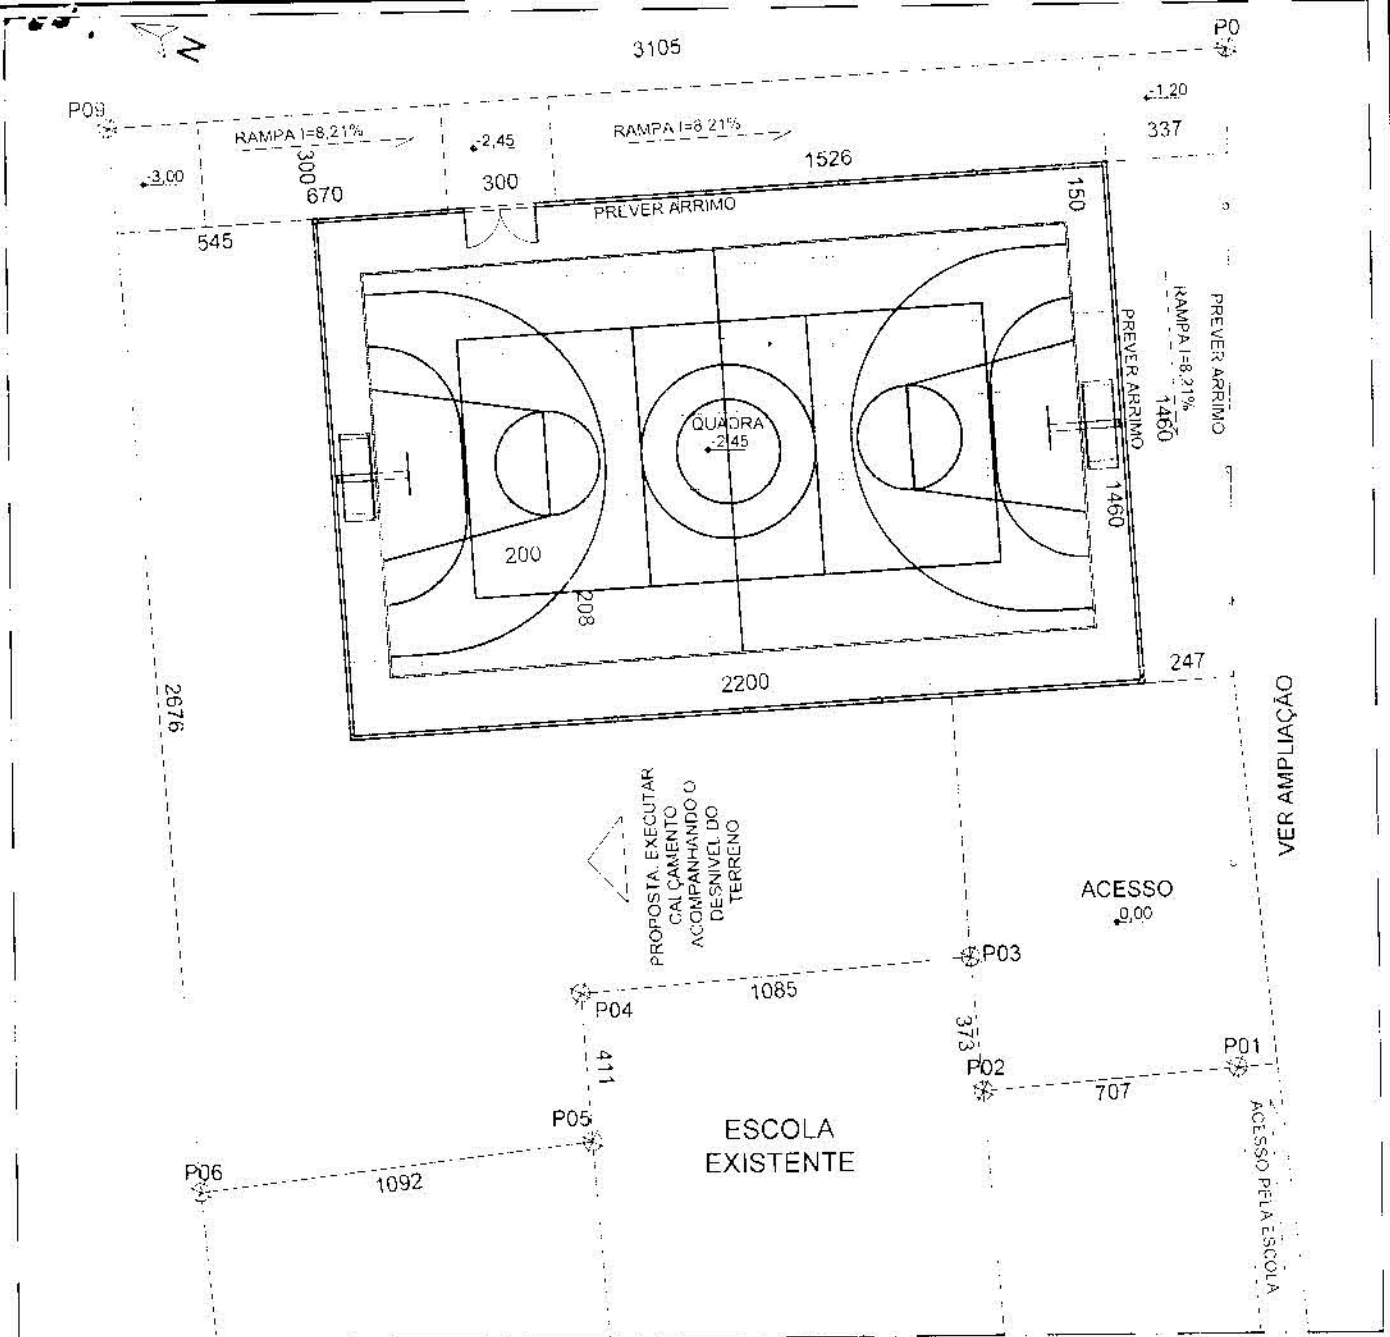 N
3105
P0
P09
-1,20
RAMPA I=8,21%
-2,45
RAMPA I=8,21%
337
300
-3,00
670
300
1526
150
PREVER ARRIMO
545
RAMPA I=8,21%
PREVER ARRIMO
PREVER ARRIMO
1460
QUADRA
-2,45
1460
200
208
2676
2200
247
VER AMPLIAÇÃO
PROPOSTA. EXECUTAR
CALÇAMENTO
ACOMPANHANDO O
DESNIVEL DO
TERRENO
ACESSO
0,00
P03
1085
P04
373
411
P01
P02
707
P05
ESCOLA
EXISTENTE
ACESSO PELA ESCOLA
P06
1092